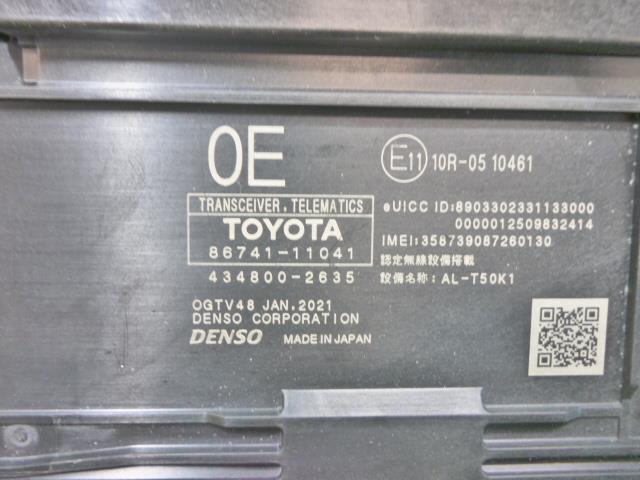 OE
E11 10R-05 10461
TRANSCEIVER, TELEMATICS
TOYOTA
86741-11041
434800-2635
OGTV48 JAN,2021
DENSO CORPORATION
DENSO MADE IN JAPAN
eUICC ID:8903302331133000
0000012509832414
IMEI:358739087260130
認定無線設備搭載
設備名称: AL-T50K1